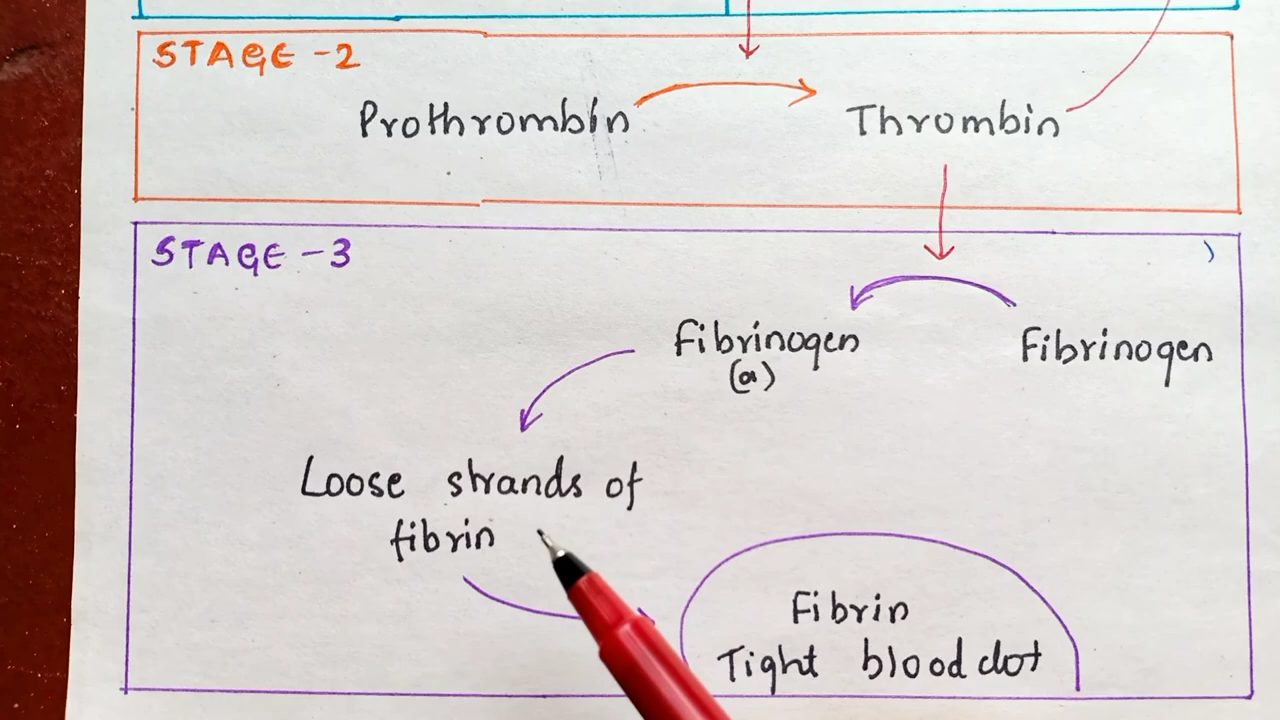 STAGE -2
Prothrombin
Thrombin
STAGE -3
Fibrinogen
(a)
Fibrinogen
Loose strands of
fibrin
Fibrin
Tight blood clot